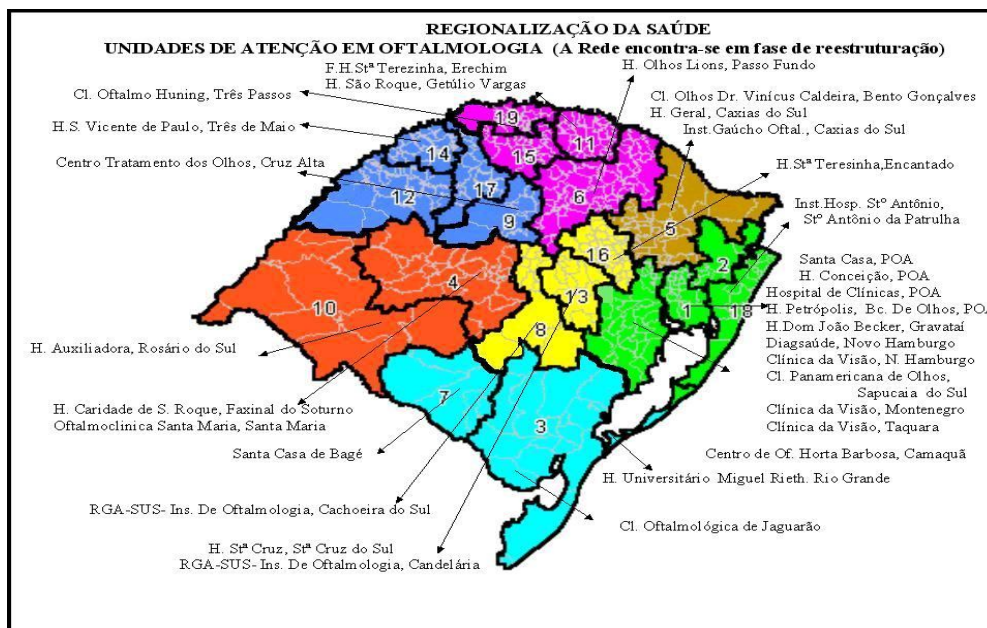 REGIONALIZAÇÃO DA SAÚDE
UNIDADES DE ATENÇÃO EM OFTALMOLOGIA (A Rede encontra-se em fase de reestruturação)
F.H.Stª Terezinha, Erechim
H. São Roque, Getúlio Vargas
H. Olhos Lions, Passo Fundo
Cl. Oftalmo Huning, Três Passos
Cl. Olhos Dr. Vinícus Caldeira, Bento Gonçalves
H. Geral, Caxias do Sul
Inst.Gaúcho Oftal., Caxias do Sul
H.S. Vicente de Paulo, Três de Maio
Centro Tratamento dos Olhos, Cruz Alta
H.Stª Teresinha,Encantado
Inst.Hosp. Stº Antônio,
Stº Antônio da Patrulha
Santa Casa, POA
H. Conceição, POA
Hospital de Clínicas, POA
H. Petrópolis, Bc. De Olhos, PO
H.Dom João Becker, Gravataí
Diagsaúde, Novo Hamburgo
Clínica da Visão, N. Hamburgo
Cl. Panamericana de Olhos,
Sapucaia do Sul
Clínica da Visão, Montenegro
Clínica da Visão, Taquara
19
14
15
11
12
17
6
9
5
16
2
4
13
10
1
18
8
7
3
H. Auxiliadora, Rosário do Sul
H. Caridade de S. Roque, Faxinal do Soturno
Oftalmoclinica Santa Maria, Santa Maria
Santa Casa de Bagé
Centro de Of. Horta Barbosa, Camaquã
H. Universitário Miguel Rieth. Rio Grande
RGA-SUS- Ins. De Oftalmologia, Cachoeira do Sul
Cl. Oftalmológica de Jaguarão
H. Stª Cruz, Stª Cruz do Sul
RGA-SUS- Ins. De Oftalmologia, Candelária